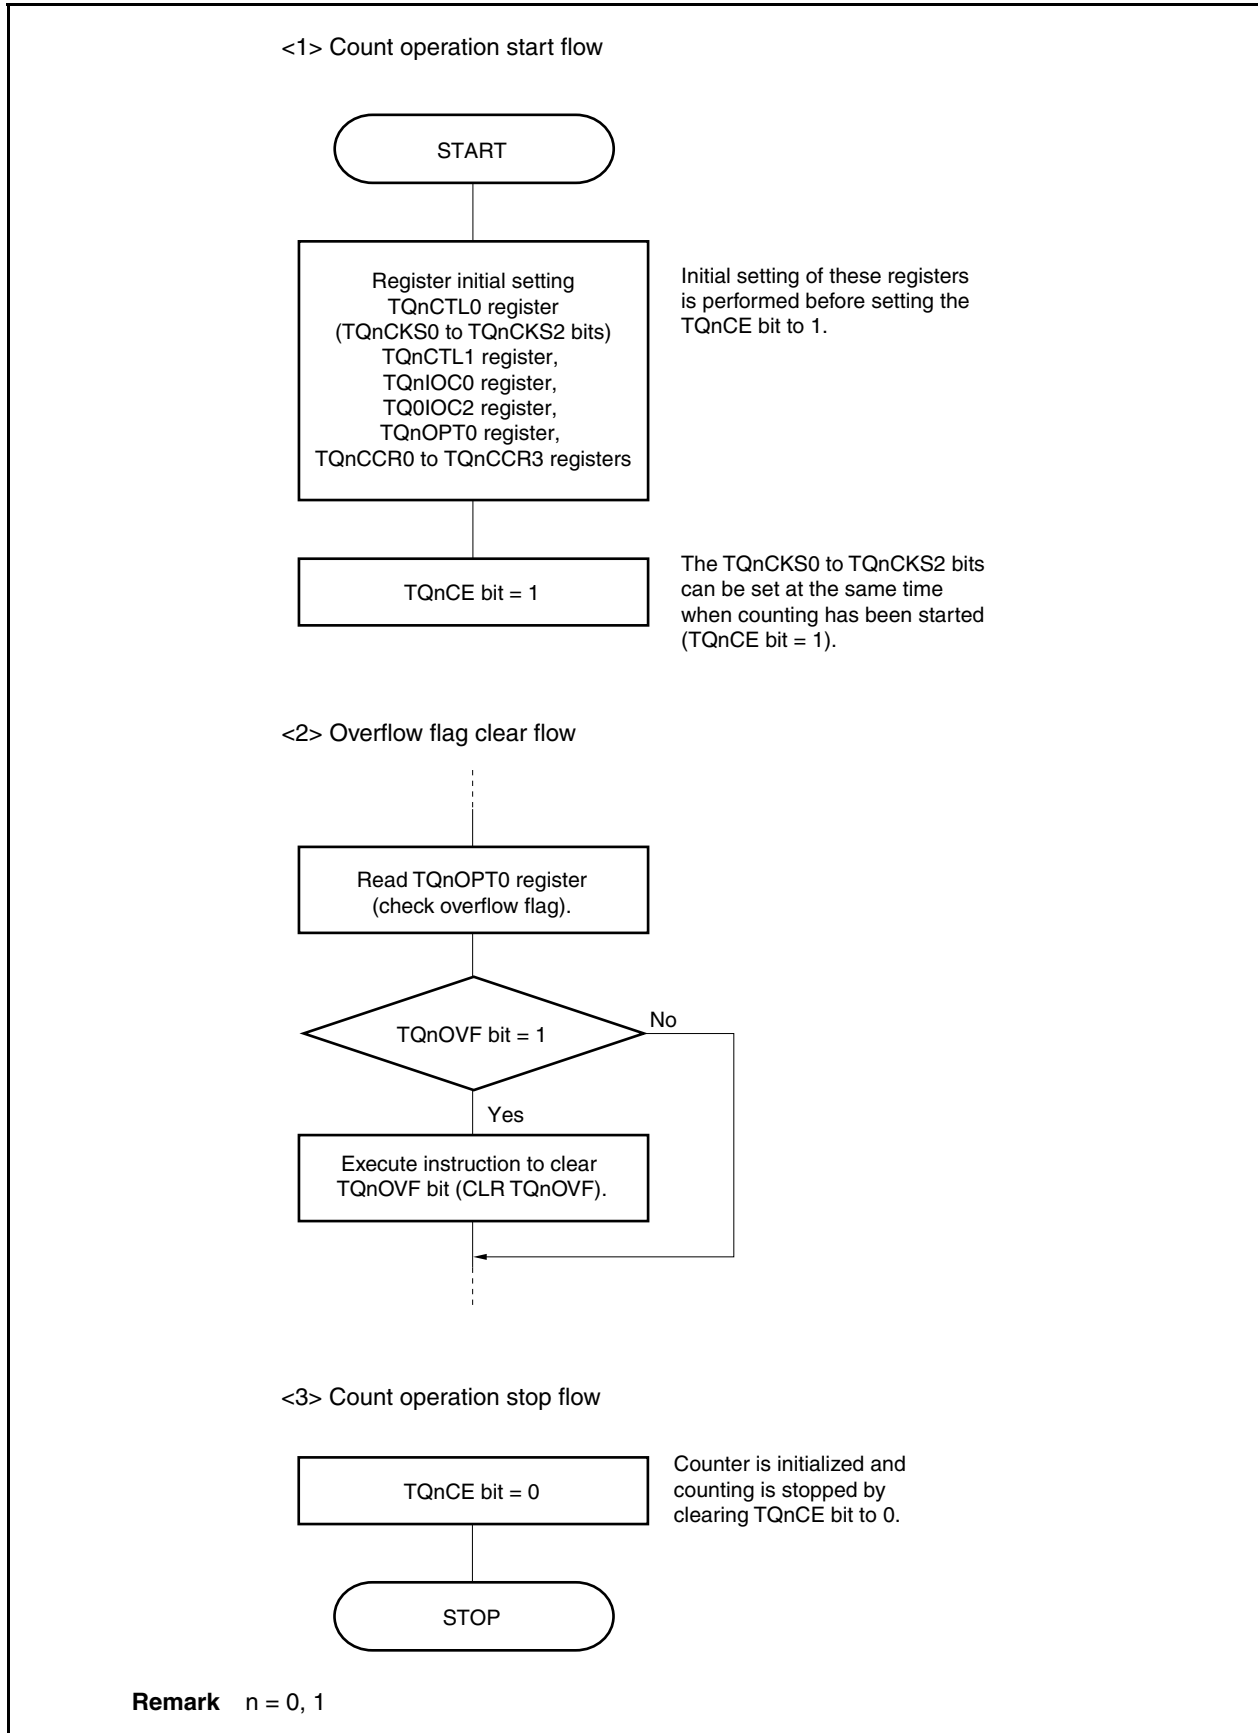 <1> Count operation start flow
START
Register initial setting
TQnCTL0 register
(TQnCKS0 to TQnCKS2 bits)
TQnCTL1 register,
TQnIOC0 register,
TQ0IOC2 register,
TQnOPT0 register,
TQnCCR0 to TQnCCR3 registers
Initial setting of these registers
is performed before setting the
TQnCE bit to 1.
TQnCE bit = 1
The TQnCKS0 to TQnCKS2 bits
can be set at the same time
when counting has been started
(TQnCE bit = 1).
<2> Overflow flag clear flow
Read TQnOPT0 register
(check overflow flag).
TQnOVF bit = 1
No
Yes
Execute instruction to clear
TQnOVF bit (CLR TQnOVF).
<3> Count operation stop flow
TQnCE bit = 0
Counter is initialized and
counting is stopped by
clearing TQnCE bit to 0.
STOP
Remark n = 0, 1